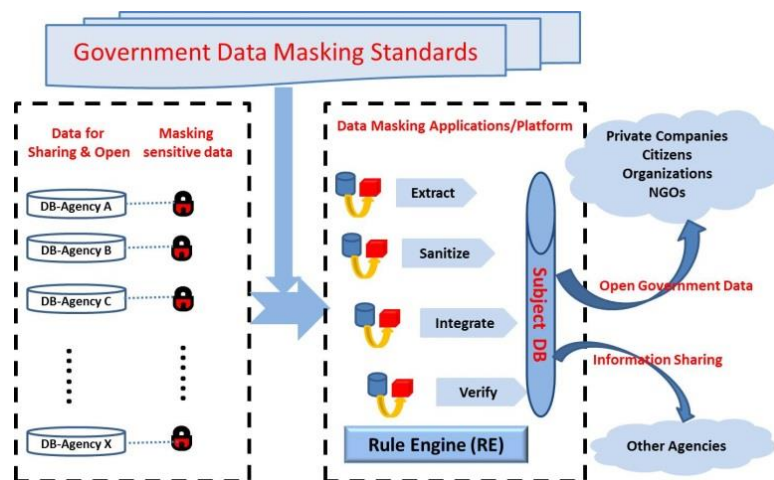 Government Data Masking Standards
Data for
Sharing & Open
Masking
sensitive data
DB-Agency A
DB-Agency B
DB-Agency C
DB-Agency X
Data Masking Applications/Platform
Extract
Sanitize
Integrate
Verify
Rule Engine (RE)
Subject DB
Private Companies
Citizens
Organizations
NGOs
Open Government Data
Information Sharing
Other Agencies